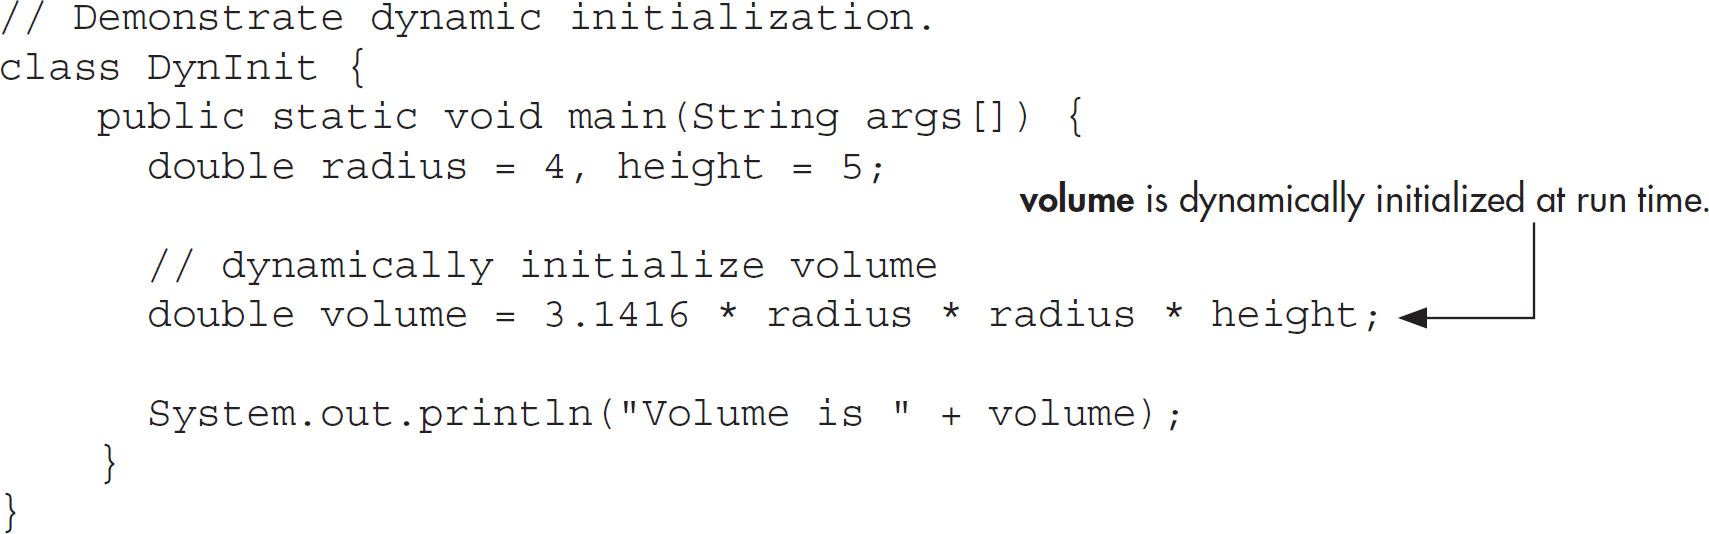 // Demonstrate dynamic initialization.
class DynInit {
    public static void main(String args[]) {
      double radius = 4, height = 5;
volume is dynamically initialized at run time.
      // dynamically initialize volume
      double volume = 3.1416 * radius * radius * height;
      System.out.println("Volume is " + volume);
    }
}